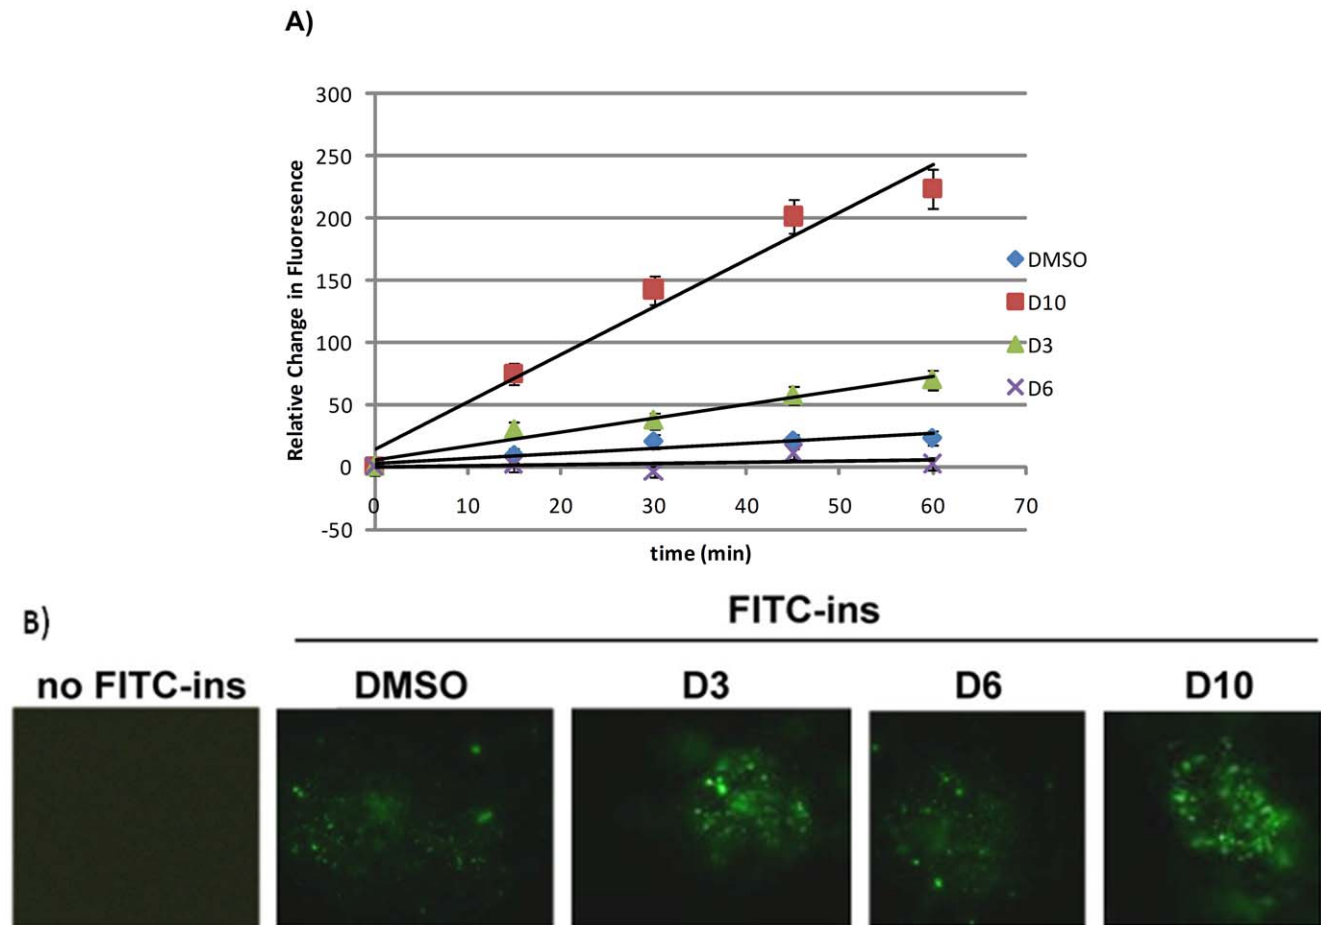 A)
Relative Change in Fluoresence
300
250
200
150
100
50
0
-50
0 10 20 30 40 50 60 70
time (min)
DMSO
D10
D3
D6
B)
FITC-ins
no FITC-ins DMSO D3 D6 D10